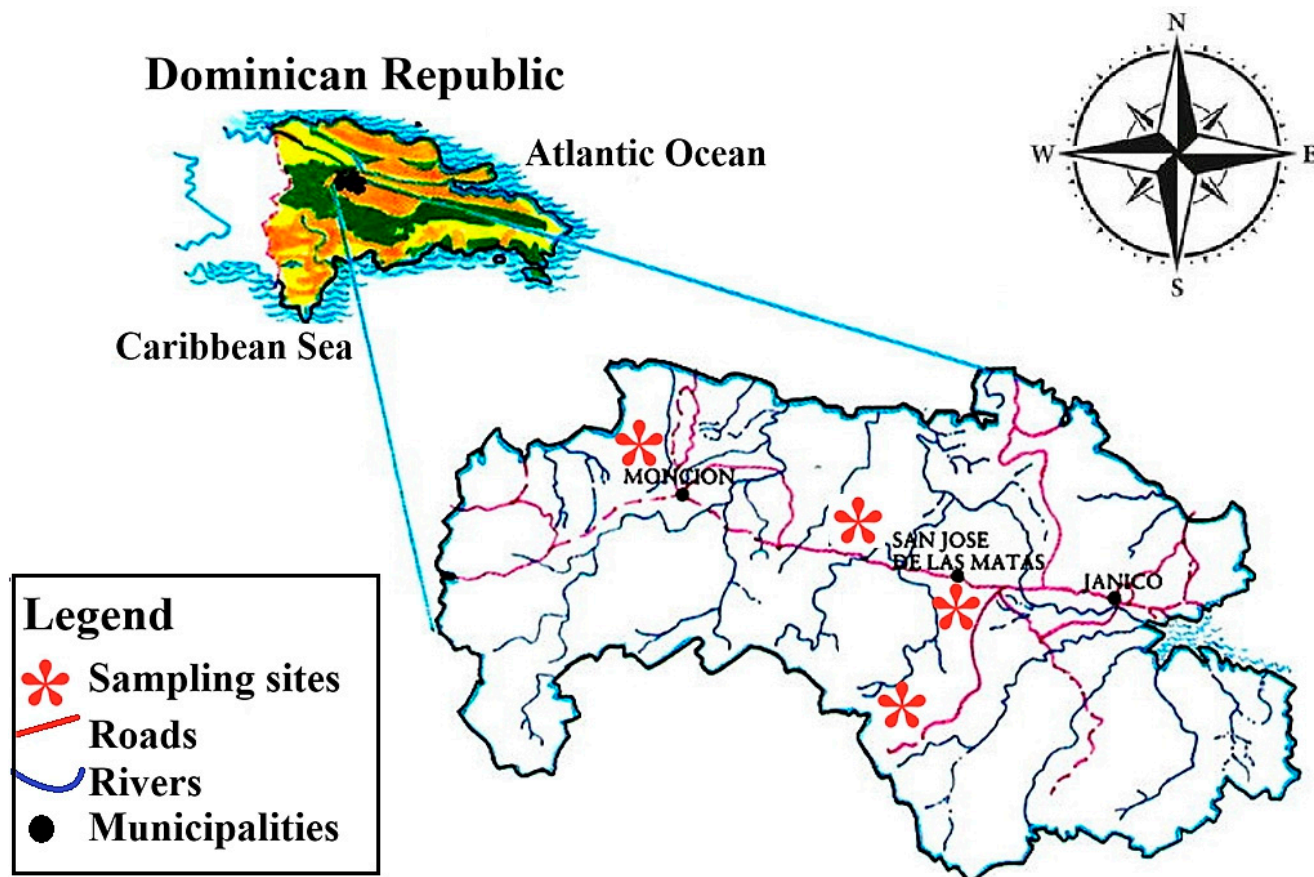 Dominican Republic
Atlantic Ocean
Caribbean Sea
N
W
E
S
MONCION
SAN JOSE
DE LAS MATAS
JANICO
Legend
Sampling sites
Roads
Rivers
Municipalities